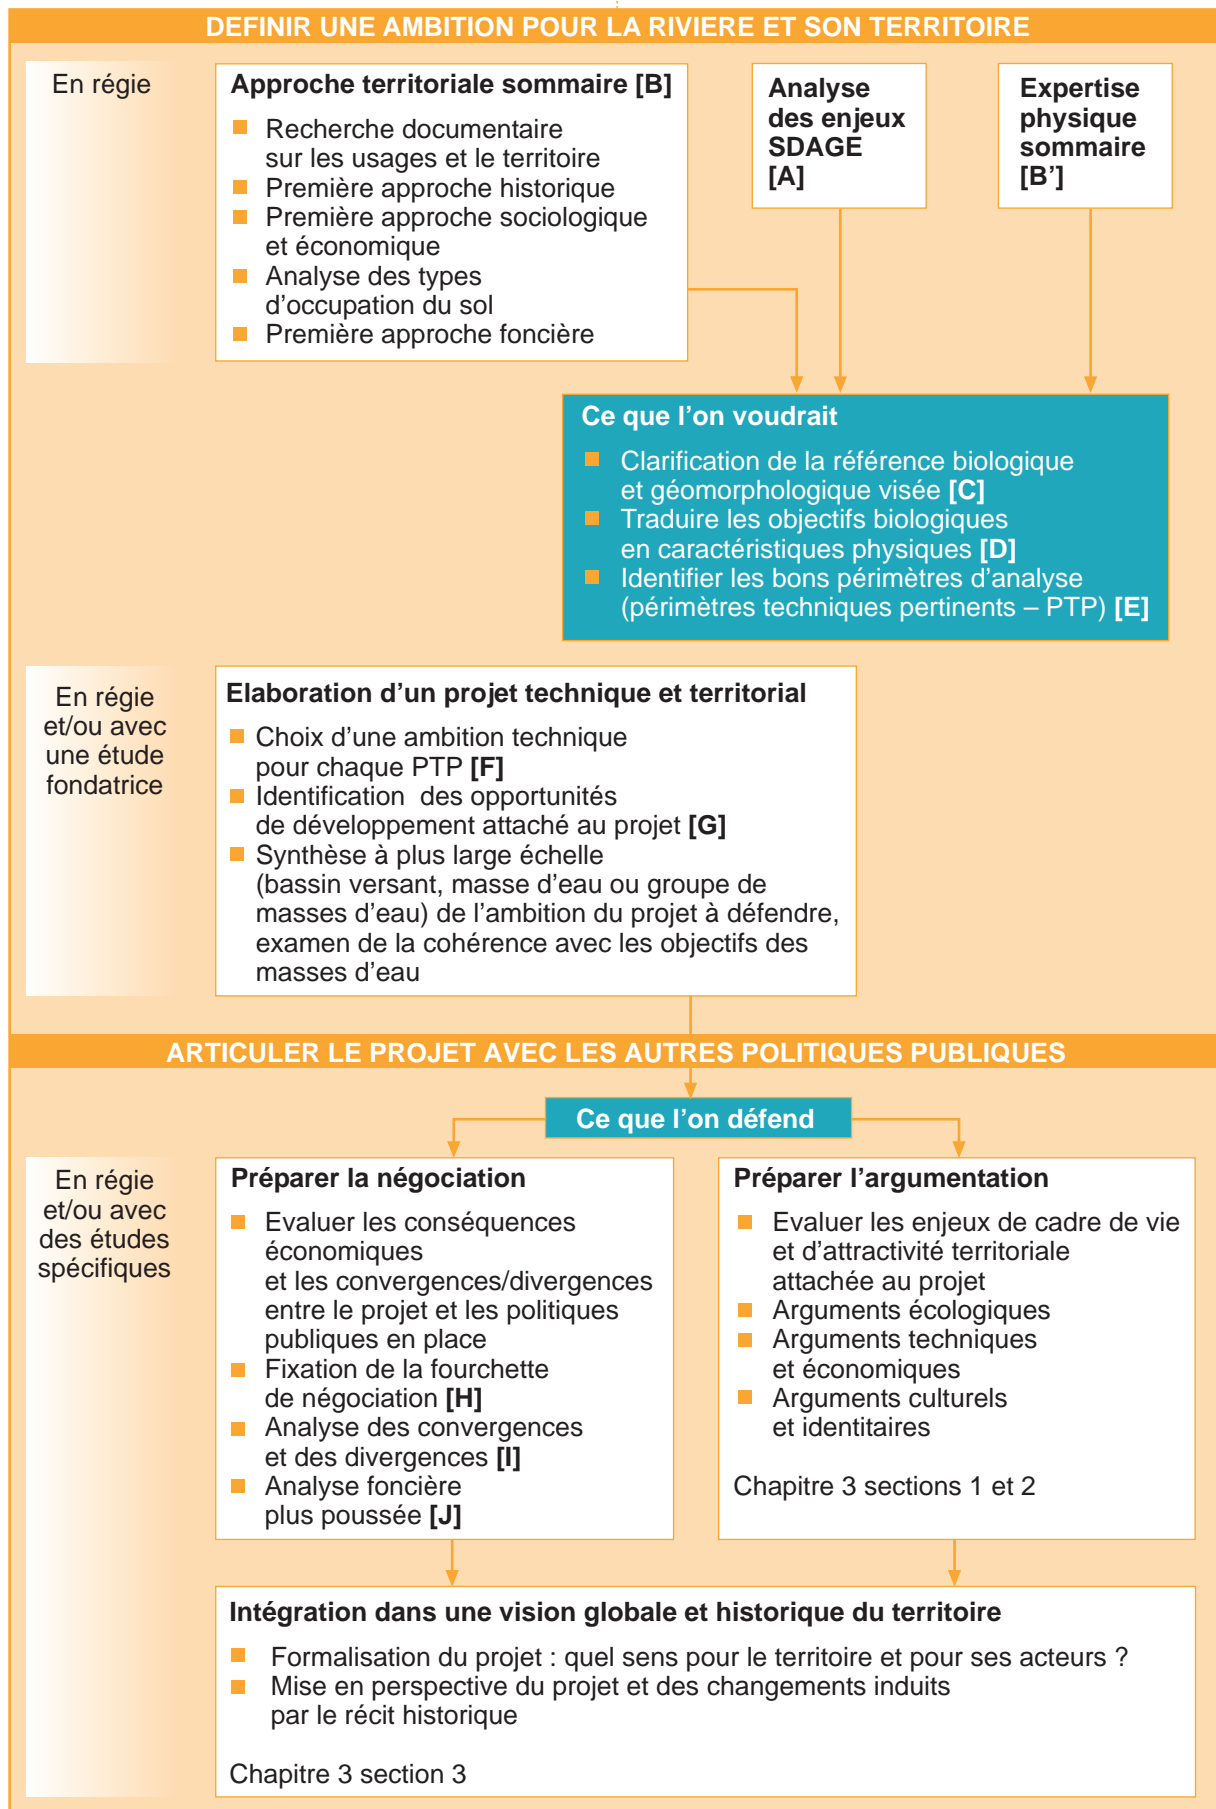 DEFINIR UNE AMBITION POUR LA RIVIERE ET SON TERRITOIRE
En régie
Approche territoriale sommaire [B]
Recherche documentaire
sur les usages et le territoire
Première approche historique
Première approche sociologique
et économique
Analyse des types
d'occupation du sol
Première approche foncière
Analyse
des enjeux
SDAGE
[A]
Expertise
physique
sommaire
[B']
Ce que l'on voudrait
Clarification de la référence biologique
et géomorphologique visée [C]
Traduire les objectifs biologiques
en caractéristiques physiques [D]
Identifier les bons périmètres d'analyse
(périmètres techniques pertinents – PTP) [E]
En régie
et/ou avec
une étude
fondatrice
Elaboration d'un projet technique et territorial
Choix d'une ambition technique
pour chaque PTP [F]
Identification des opportunités
de développement attaché au projet [G]
Synthèse à plus large échelle
(bassin versant, masse d'eau ou groupe de
masses d'eau) de l'ambition du projet à défendre,
examen de la cohérence avec les objectifs des
masses d'eau
ARTICULER LE PROJET AVEC LES AUTRES POLITIQUES PUBLIQUES
Ce que l'on défend
En régie
et/ou avec
des études
spécifiques
Préparer la négociation
Evaluer les conséquences
économiques
et les convergences/divergences
entre le projet et les politiques
publiques en place
Fixation de la fourchette
de négociation [H]
Analyse des convergences
et des divergences [I]
Analyse foncière
plus poussée [J]
Préparer l'argumentation
Evaluer les enjeux de cadre de vie
et d'attractivité territoriale
attachée au projet
Arguments écologiques
Arguments techniques
et économiques
Arguments culturels
et identitaires
Chapitre 3 sections 1 et 2
Intégration dans une vision globale et historique du territoire
Formalisation du projet : quel sens pour le territoire et pour ses acteurs ?
Mise en perspective du projet et des changements induits
par le récit historique
Chapitre 3 section 3